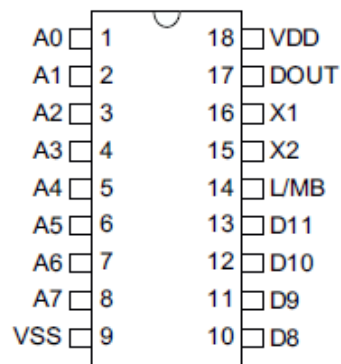 A0 1 18 VDD
A1 2 17 DOUT
A2 3 16 X1
A3 4 15 X2
A4 5 14 L/MB
A5 6 13 D11
A6 7 12 D10
A7 8 11 D9
VSS 9 10 D8